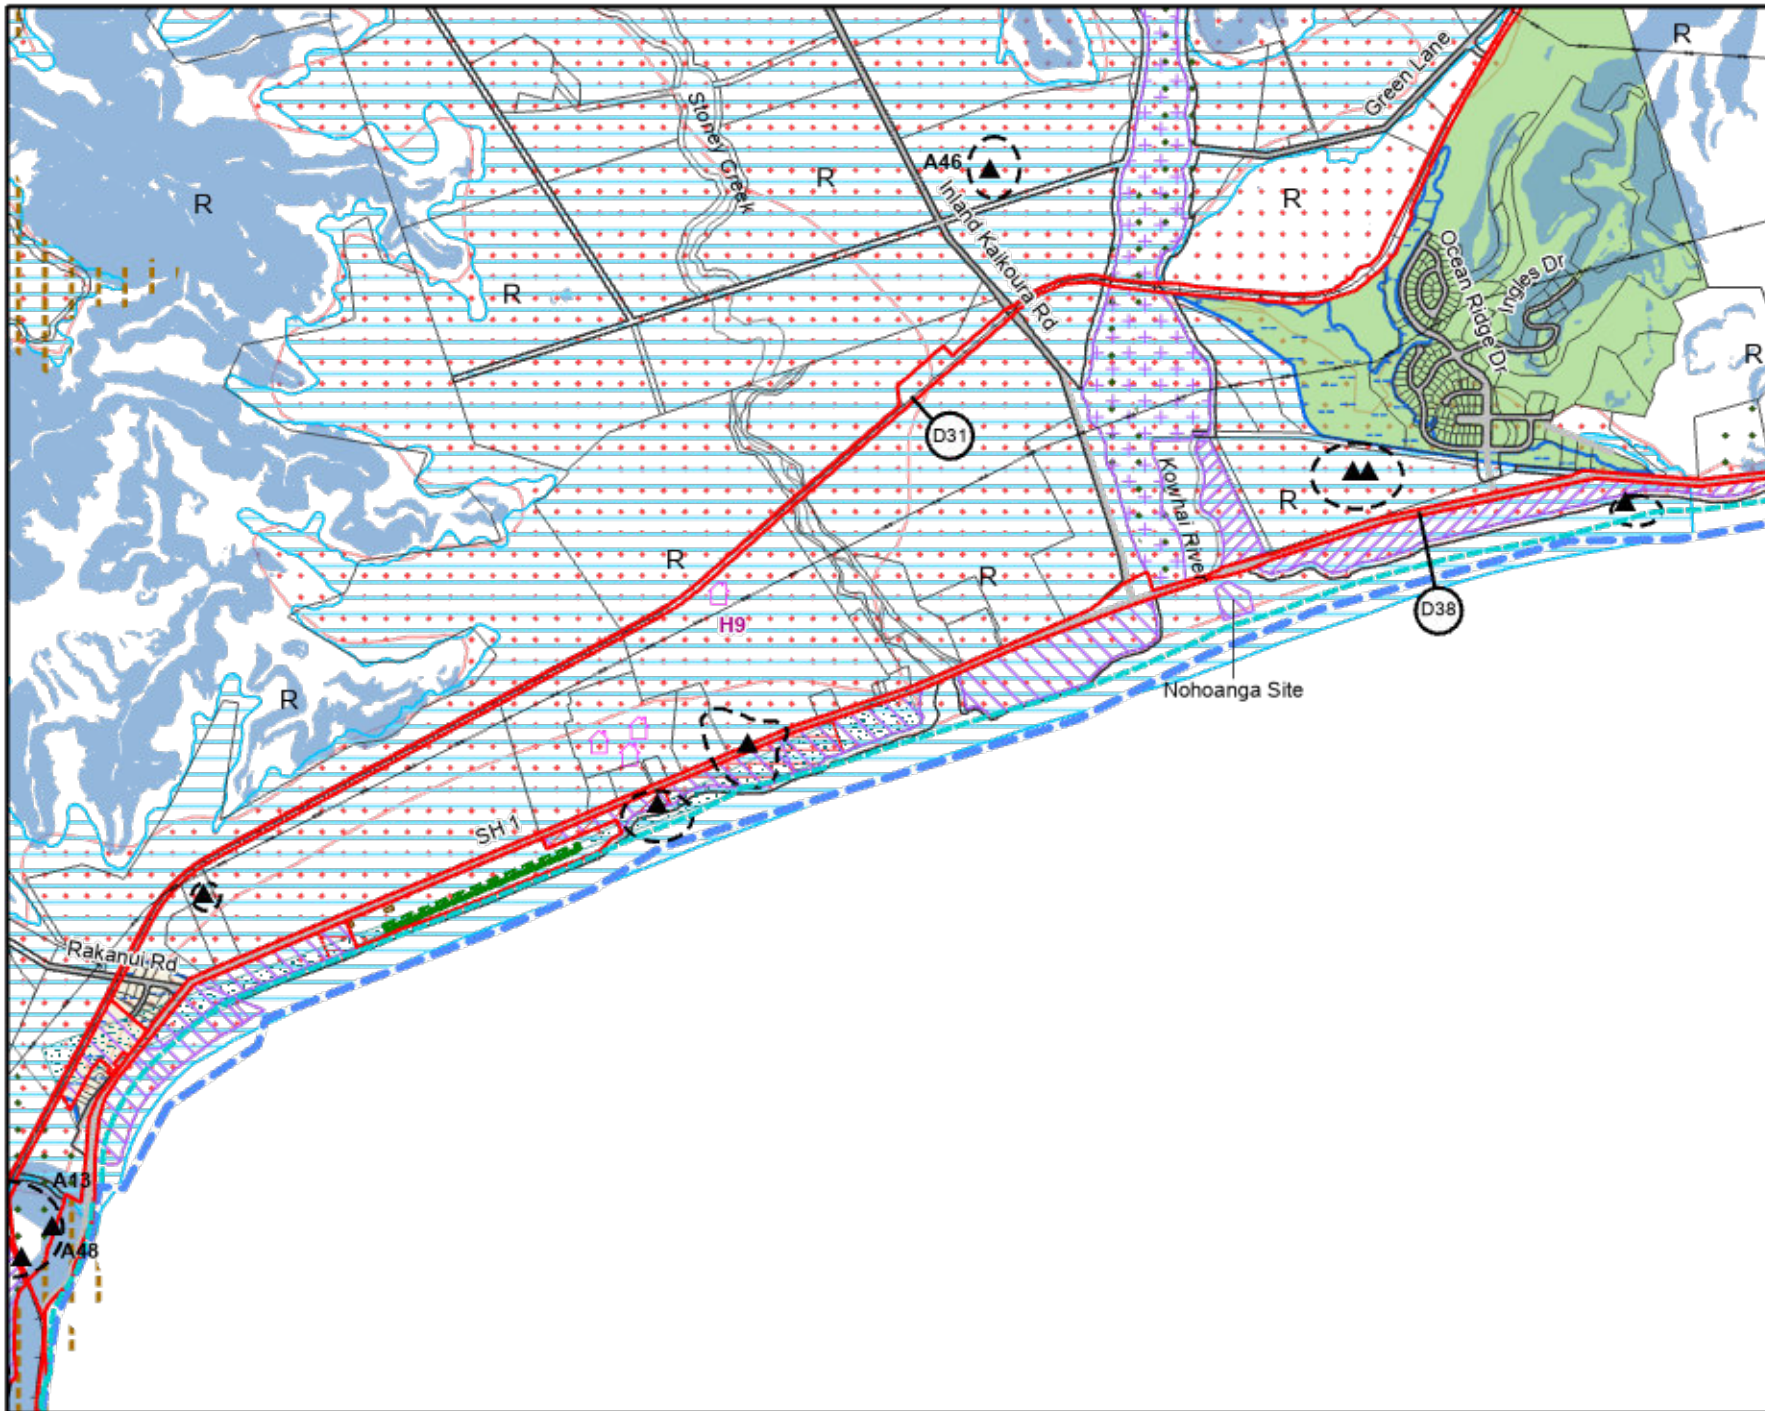 R
Green Lane
Stoney Creek
A46
R
R
R
Inland Kaikoura Rd
Ocean Ridge Dr
Ingles Dr
R
R
D31
Kowhai River
R
R
R
H9
D38
Nohoanga Site
R
SH 1
Rakanui Rd
A13
A48